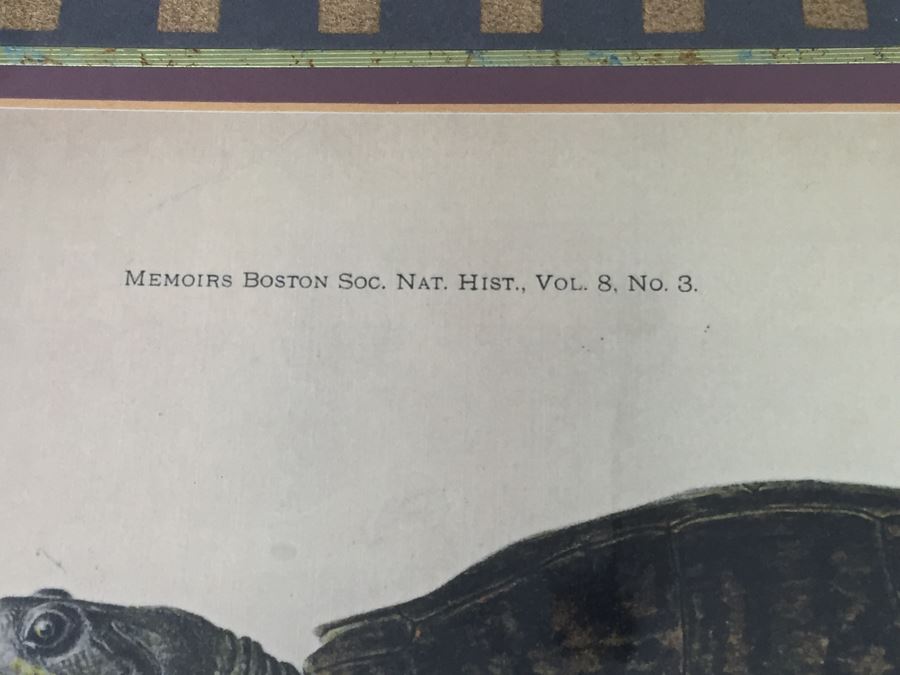 Memoirs Boston Soc. Nat. Hist., Vol. 8, No. 3.